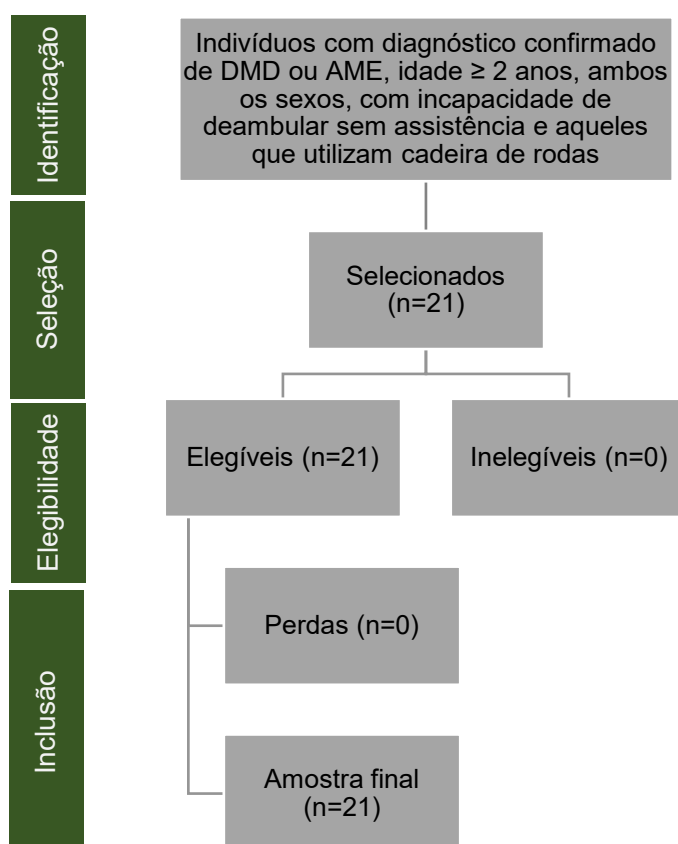 Identificação
Indivíduos com diagnóstico confirmado
de DMD ou AME, idade ≥ 2 anos, ambos
os sexos, com incapacidade de
deambular sem assistência e aqueles
que utilizam cadeira de rodas
Seleção
Selecionados
(n=21)
Elegibilidade
Elegíveis (n=21)
Inelegíveis (n=0)
Inclusão
Perdas (n=0)
Amostra final
(n=21)